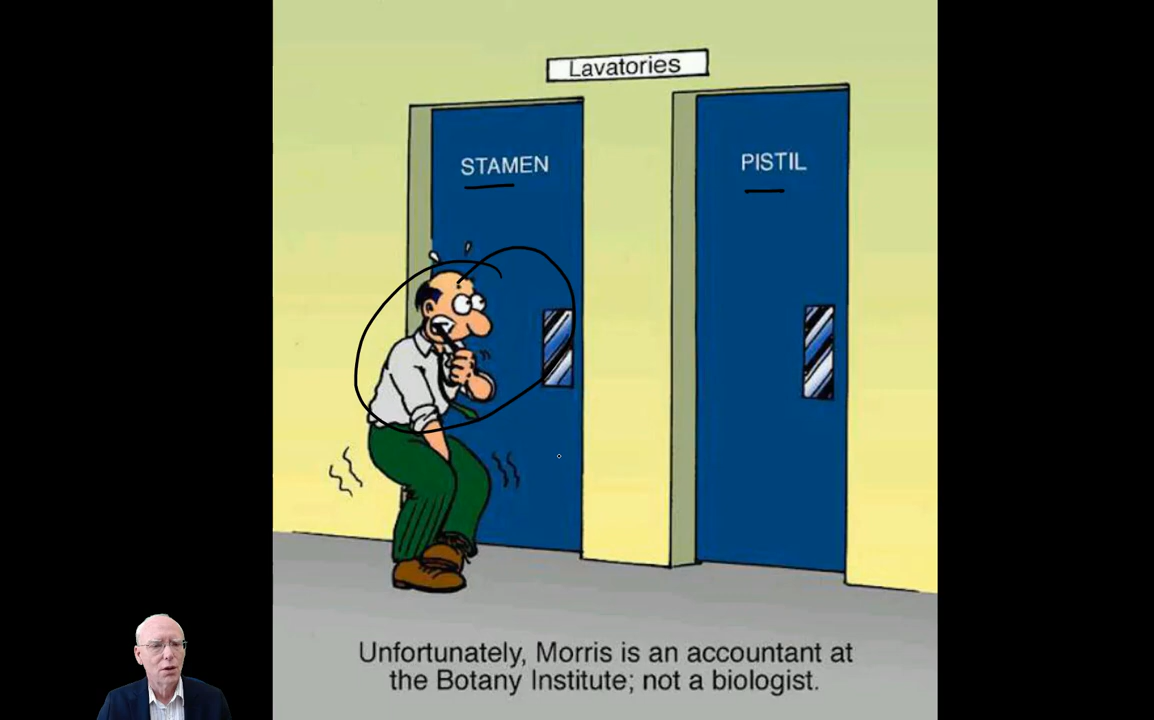 Lavatories
STAMEN
PISTIL
Unfortunately, Morris is an accountant at
the Botany Institute; not a biologist.